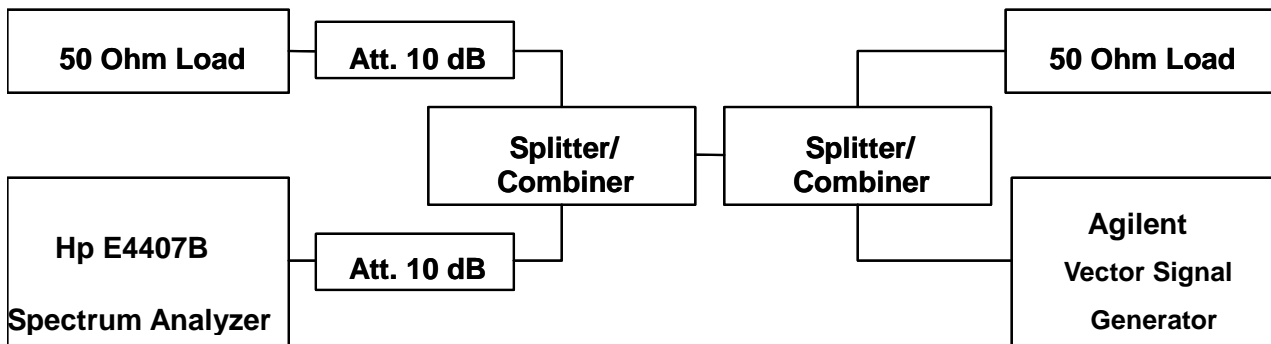 50 Ohm Load
Att. 10 dB
50 Ohm Load
Splitter/
Combiner
Splitter/
Combiner
Hp E4407B
Spectrum Analyzer
Att. 10 dB
Agilent
Vector Signal
Generator